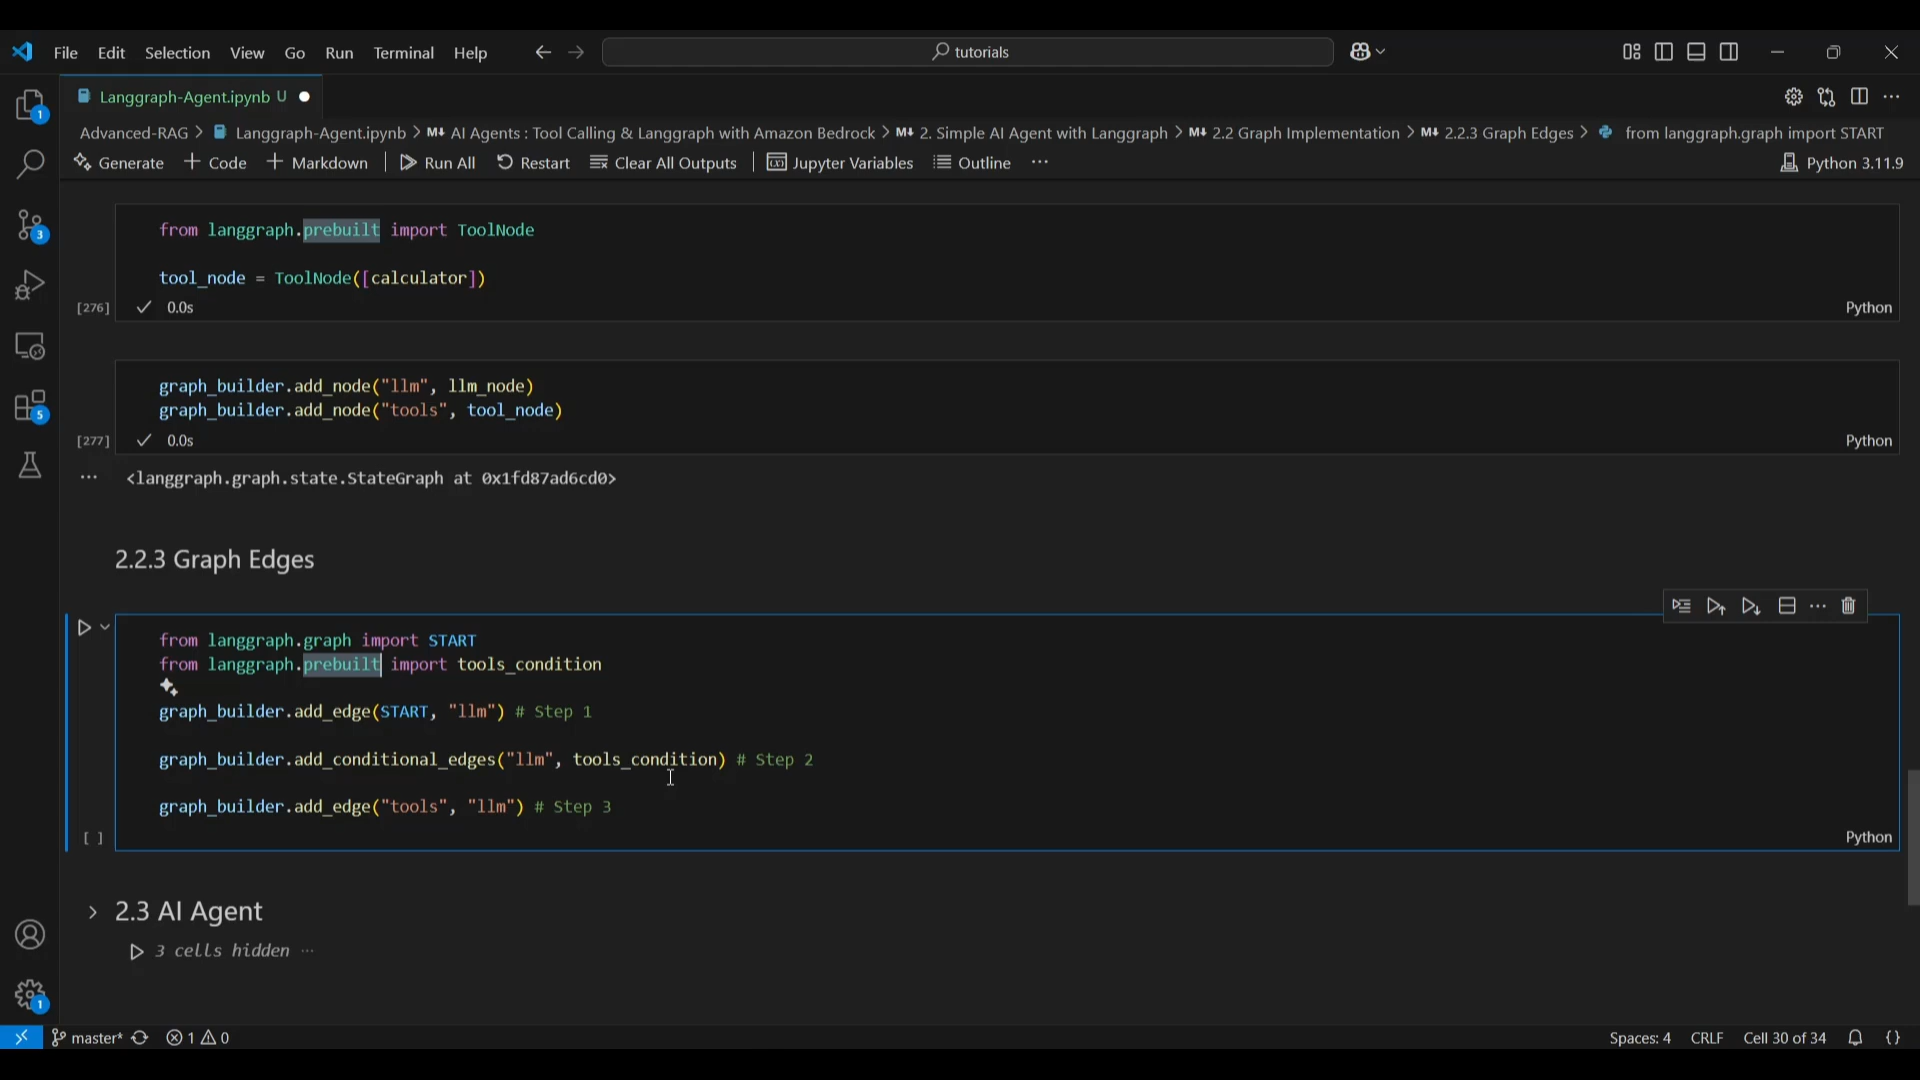 File Edit Selection View Go Run Terminal Help
tutorials
Langgraph-Agent.ipynb U
Advanced-RAG > Langgraph-Agent.ipynb > M↓ AI Agents : Tool Calling & Langgraph with Amazon Bedrock > M↓ 2. Simple AI Agent with Langgraph > M↓ 2.2 Graph Implementation > M↓ 2.2.3 Graph Edges > from langgraph.graph import START
Generate + Code + Markdown Run All Restart Clear All Outputs Jupyter Variables Outline ... Python 3.11.9
from langgraph.prebuilt import ToolNode
tool_node = ToolNode([calculator])
[276] ✓ 0.0s Python
graph_builder.add_node("llm", llm_node)
graph_builder.add_node("tools", tool_node)
[277] ✓ 0.0s Python
... <langgraph.graph.state.StateGraph at 0x1fd87ad6cd0>
2.2.3 Graph Edges
from langgraph.graph import START
from langgraph.prebuilt import tools_condition
graph_builder.add_edge(START, "llm") # Step 1
graph_builder.add_conditional_edges("llm", tools_condition) # Step 2
graph_builder.add_edge("tools", "llm") # Step 3
[ ] Python
2.3 AI Agent
3 cells hidden ...
1
3
5
1
master* 1 0 Spaces: 4 CRLF Cell 30 of 34 {}